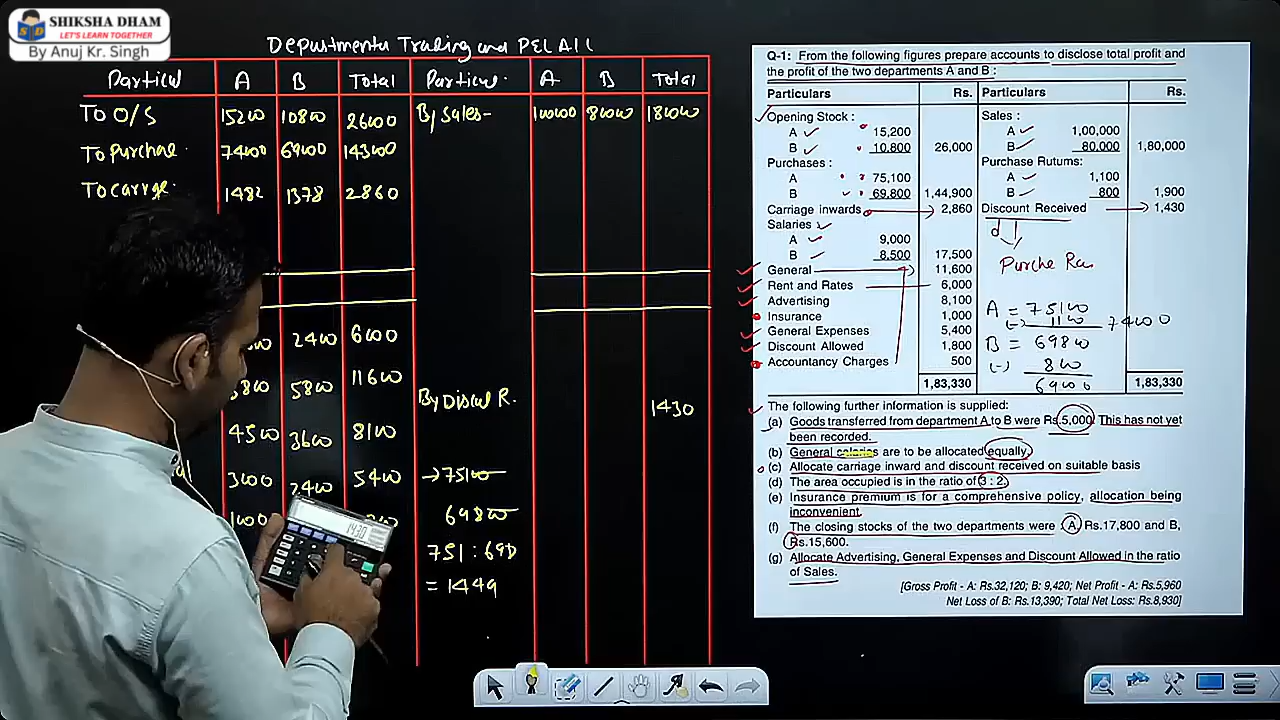 SHIKSHA DHAM
LET'S LEARN TOGETHER
By Anuj Kr. Singh
Departmental Trading and P&L A/c
Particul A B Total Particul. A B Total
To O/S 15200 10800 26000 By Sales- 100000 80000 180000
To Purchase. 74000 69000 143000
To Carrge. 1482 1378 2860
2400 6000
5800 11600
By Discul R. 1430
4500 3600 8100
3000 2400 5400 →75100
69800
751 : 698
= 1449
1430
Q-1: From the following figures prepare accounts to disclose total profit and
the profit of the two departments A and B :
Particulars Rs. Particulars Rs.
Opening Stock : Sales :
A 15,200 A 1,00,000
B 10.800 26,000 B 80,000 1,80,000
Purchases : Purchase Ruturns:
A 75,100 A 1,100
B 69,800 1,44,900 B 800 1,900
Carriage inwards 2,860 Discount Received 1,430
Salaries
A 9,000
B 8,500 17,500
General 11,600
Rent and Rates 6,000
Advertising 8,100
Insurance 1,000
General Expenses 5,400
Discount Allowed 1,800
Accountancy Charges 500
1,83,330 1,83,330
A = 75100
(-) 1100 74000
B = 69800
(-) 800
69000
The following further information is supplied:
(a) Goods transferred from department A to B were Rs.5,000. This has not yet
been recorded.
(b) General salaries are to be allocated equally.
(c) Allocate carriage inward and discount received on suitable basis
(d) The area occupied is in the ratio of 3 : 2.
(e) Insurance premium is for a comprehensive policy, allocation being
inconvenient.
(f) The closing stocks of the two departments were : A Rs.17,800 and B,
Rs.15,600.
(g) Allocate Advertising, General Expenses and Discount Allowed in the ratio
of Sales.
[Gross Profit - A: Rs.32,120; B: 9,420; Net Profit - A: Rs.5,960
Net Loss of B: Rs.13,390; Total Net Loss: Rs.8,930]